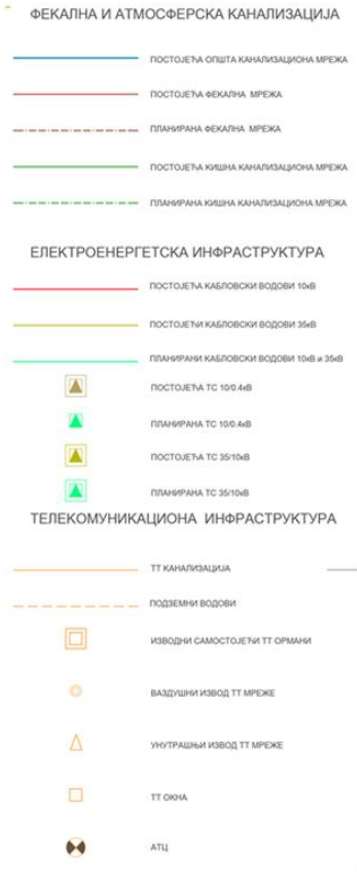 ФЕКАЛНА И АТМОСФЕРСКА КАНАЛИЗАЦИЈА
ПОСТОЈЕЋА ОПШТА КАНАЛИЗАЦИОНА МРЕЖА
ПОСТОЈЕЋА ФЕКАЛНА МРЕЖА
ПЛАНИРАНА ФЕКАЛНА МРЕЖА
ПОСТОЈЕЋА КИШНА КАНАЛИЗАЦИОНА МРЕЖА
ПЛАНИРАНА КИШНА КАНАЛИЗАЦИОНА МРЕЖА
ЕЛЕКТРОЕНЕРГЕТСКА ИНФРАСТРУКТУРА
ПОСТОЈЕЋА КАБЛОВСКИ ВОДОВИ 10кВ
ПОСТОЈЕЋИ КАБЛОВСКИ ВОДОВИ 35кВ
ПЛАНИРАНИ КАБЛОВСКИ ВОДОВИ 10кВ и 35кВ
ПОСТОЈЕЋА ТС 10/0.4кВ
ПЛАНИРАНА ТС 10/0.4кВ
ПОСТОЈЕЋА ТС 35/10кВ
ПЛАНИРАНА ТС 35/10кВ
ТЕЛЕКОМУНИКАЦИОНА ИНФРАСТРУКТУРА
ТТ КАНАЛИЗАЦИЈА
ПОДЗЕМНИ ВОДОВИ
ИЗВОДНИ САМОСТОЈЕЋИ ТТ ОРМАНИ
ВАЗДУШНИ ИЗВОД ТТ МРЕЖЕ
УНУТРАШЊИ ИЗВОД ТТ МРЕЖЕ
ТТ ОКНА
АТЦ